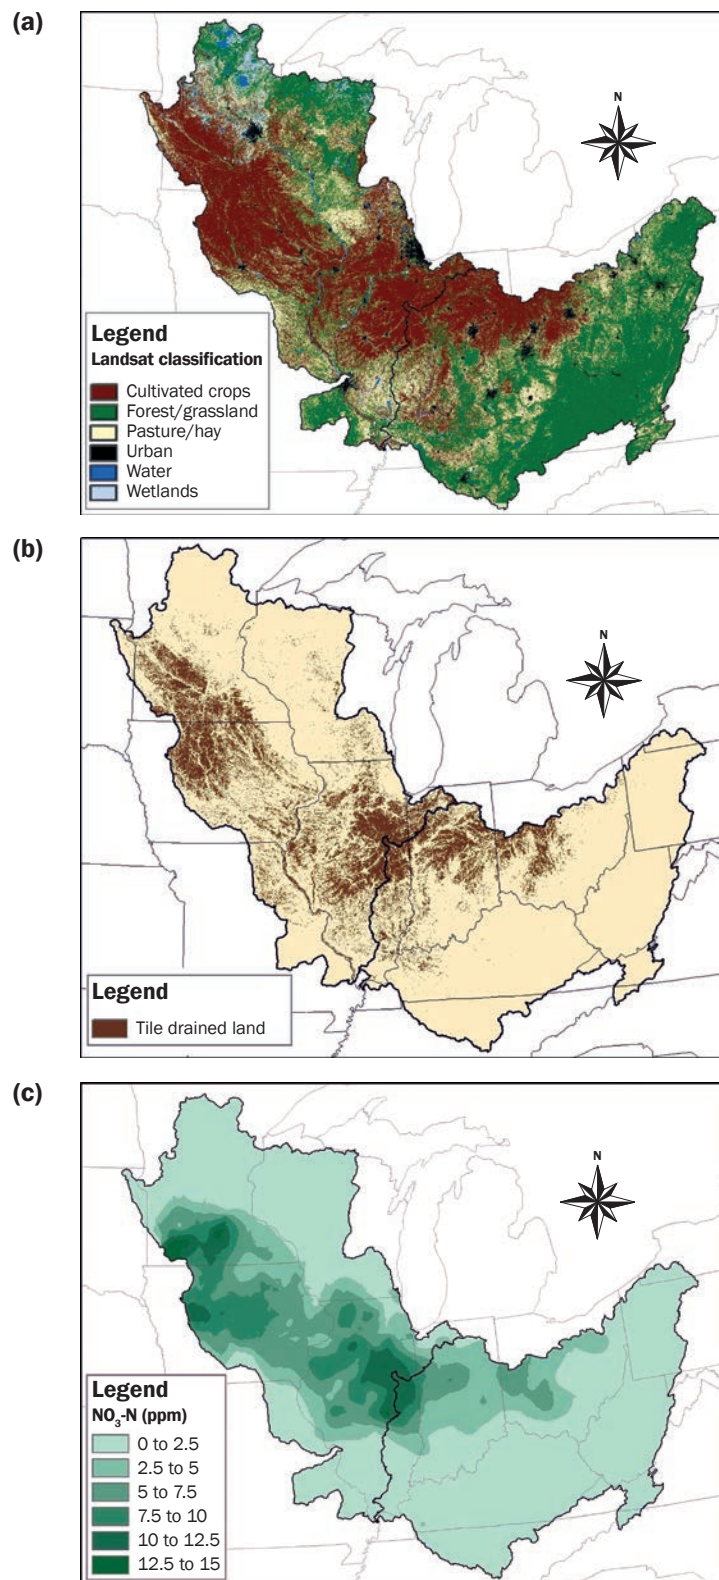 (a)
N
Legend
Landsat classification
Cultivated crops
Forest/grassland
Pasture/hay
Urban
Water
Wetlands
(b)
N
Legend
Tile drained land
(c)
N
Legend
NO₃-N (ppm)
0 to 2.5
2.5 to 5
5 to 7.5
7.5 to 10
10 to 12.5
12.5 to 15